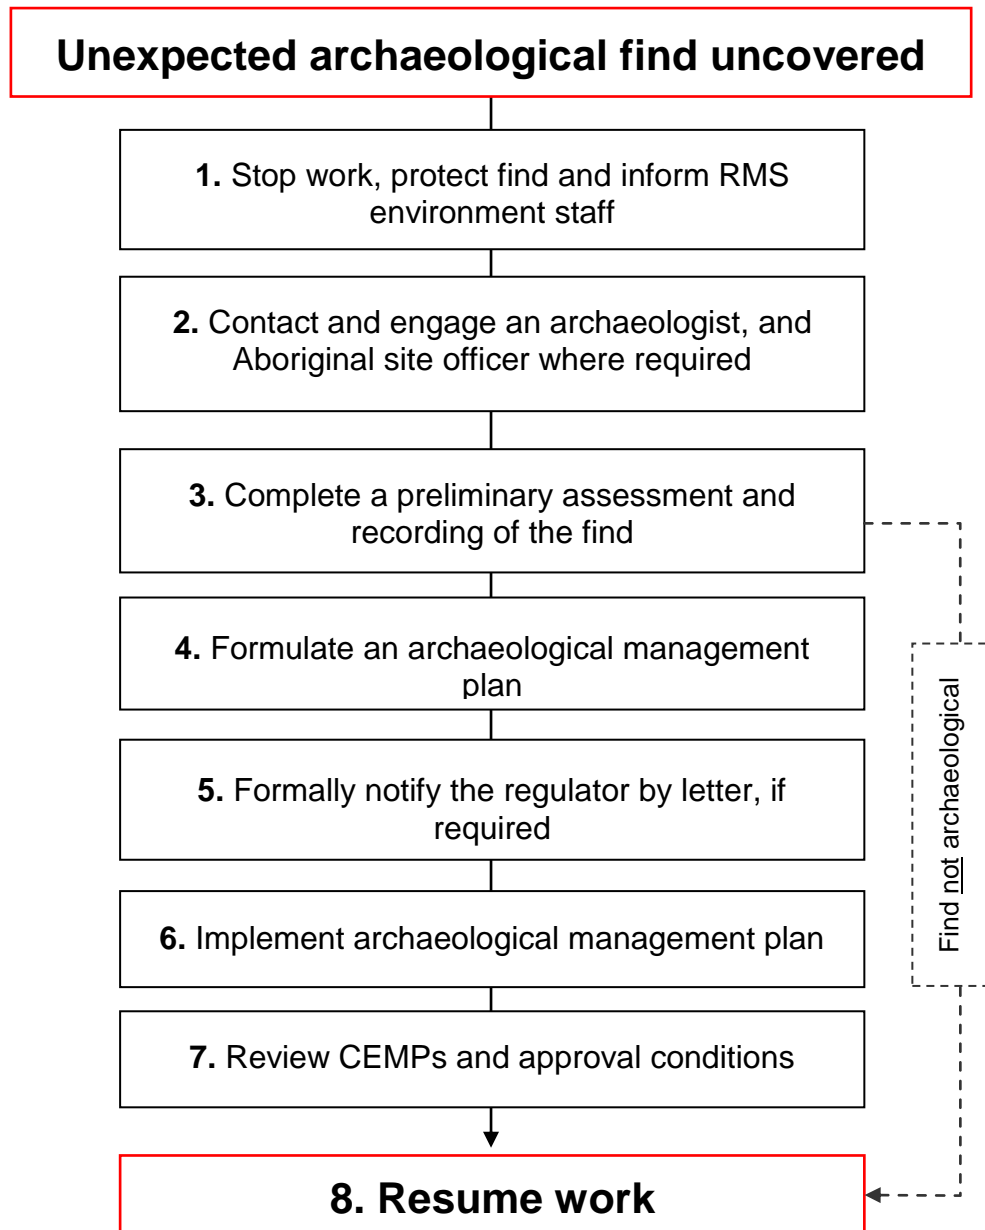 Unexpected archaeological find uncovered
1. Stop work, protect find and inform RMS
environment staff
2. Contact and engage an archaeologist, and
Aboriginal site officer where required
3. Complete a preliminary assessment and
recording of the find
4. Formulate an archaeological management
plan
5. Formally notify the regulator by letter, if
required
6. Implement archaeological management plan
7. Review CEMPs and approval conditions
Find not archaeological
8. Resume work